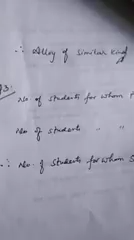 ∴ Alloy of similar kind
3:
No of students for whom
No. of students " "
∴ No. of students for whom S